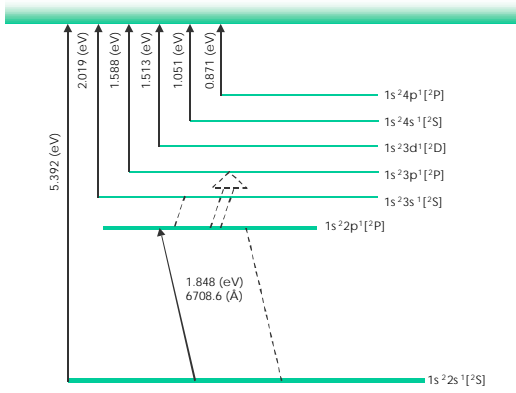 5.392 (eV)
2.019 (eV)
1.588 (eV)
1.513 (eV)
1.051 (eV)
0.871 (eV)
1s²4p¹[²P]
1s²4s¹[²S]
1s²3d¹[²D]
1s²3p¹[²P]
1s²3s¹[²S]
1s²2p¹[²P]
1.848 (eV)
6708.6 (Å)
1s²2s¹[²S]